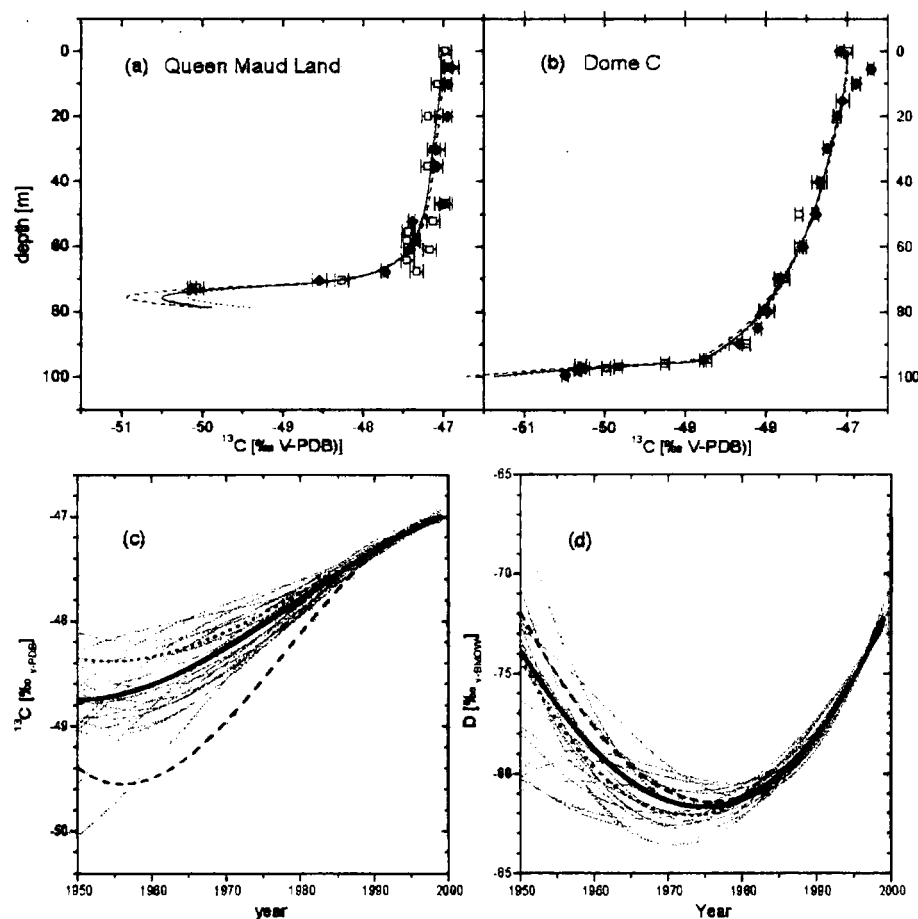 0
(a) Queen Maud Land
(b) Dome C
0
20
20
40
40
depth [m]
60
60
80
80
100
100
-51 -50 -49 -48 -47
-51 -50 -49 -48 -47
13C [‰ V-PDB)]
13C [‰ V-PDB)]
-47
(c)
-48
13C [‰ V-PDB]
-49
-50
1950 1960 1970 1980 1990 2000
year
-65
(d)
-70
D [‰ V-SMOW]
-75
-80
-85
1950 1960 1970 1980 1990 2000
Year